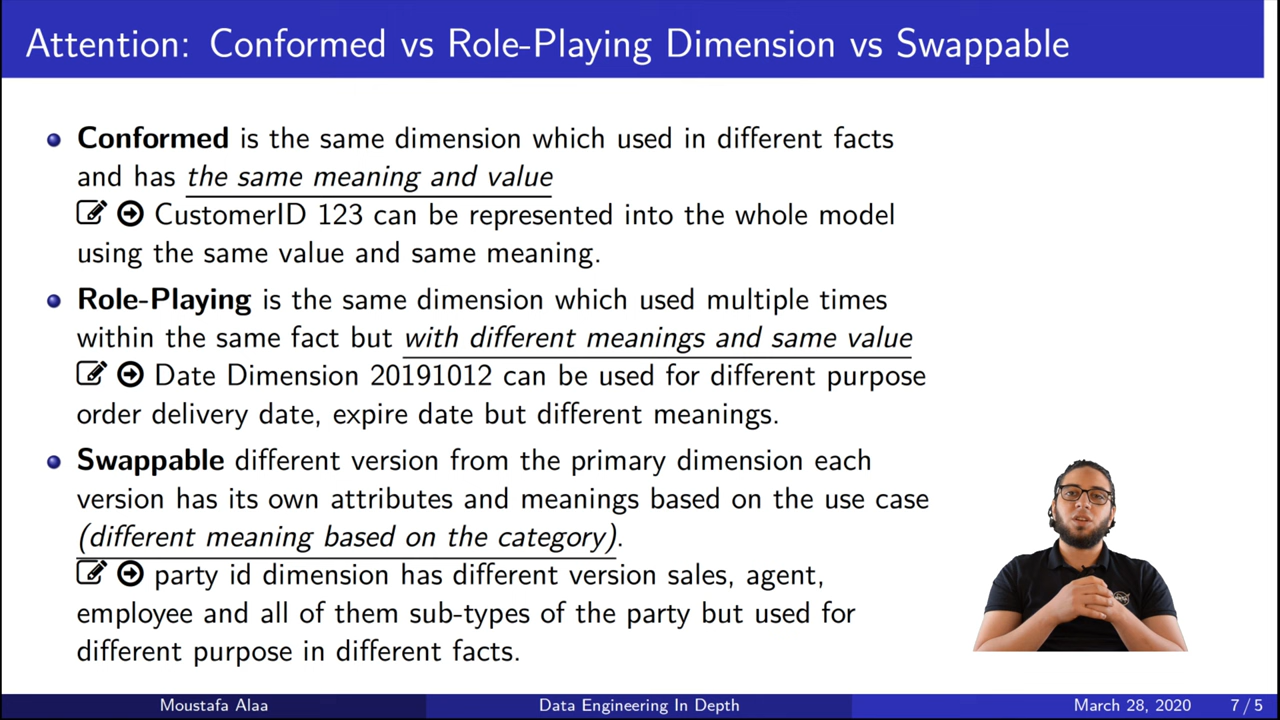 Attention: Conformed vs Role-Playing Dimension vs Swappable
Conformed is the same dimension which used in different facts
and has the same meaning and value
CustomerID 123 can be represented into the whole model
using the same value and same meaning.
Role-Playing is the same dimension which used multiple times
within the same fact but with different meanings and same value
Date Dimension 20191012 can be used for different purpose
order delivery date, expire date but different meanings.
Swappable different version from the primary dimension each
version has its own attributes and meanings based on the use case
(different meaning based on the category).
party id dimension has different version sales, agent,
employee and all of them sub-types of the party but used for
different purpose in different facts.
Moustafa Alaa Data Engineering In Depth March 28, 2020 7 / 5